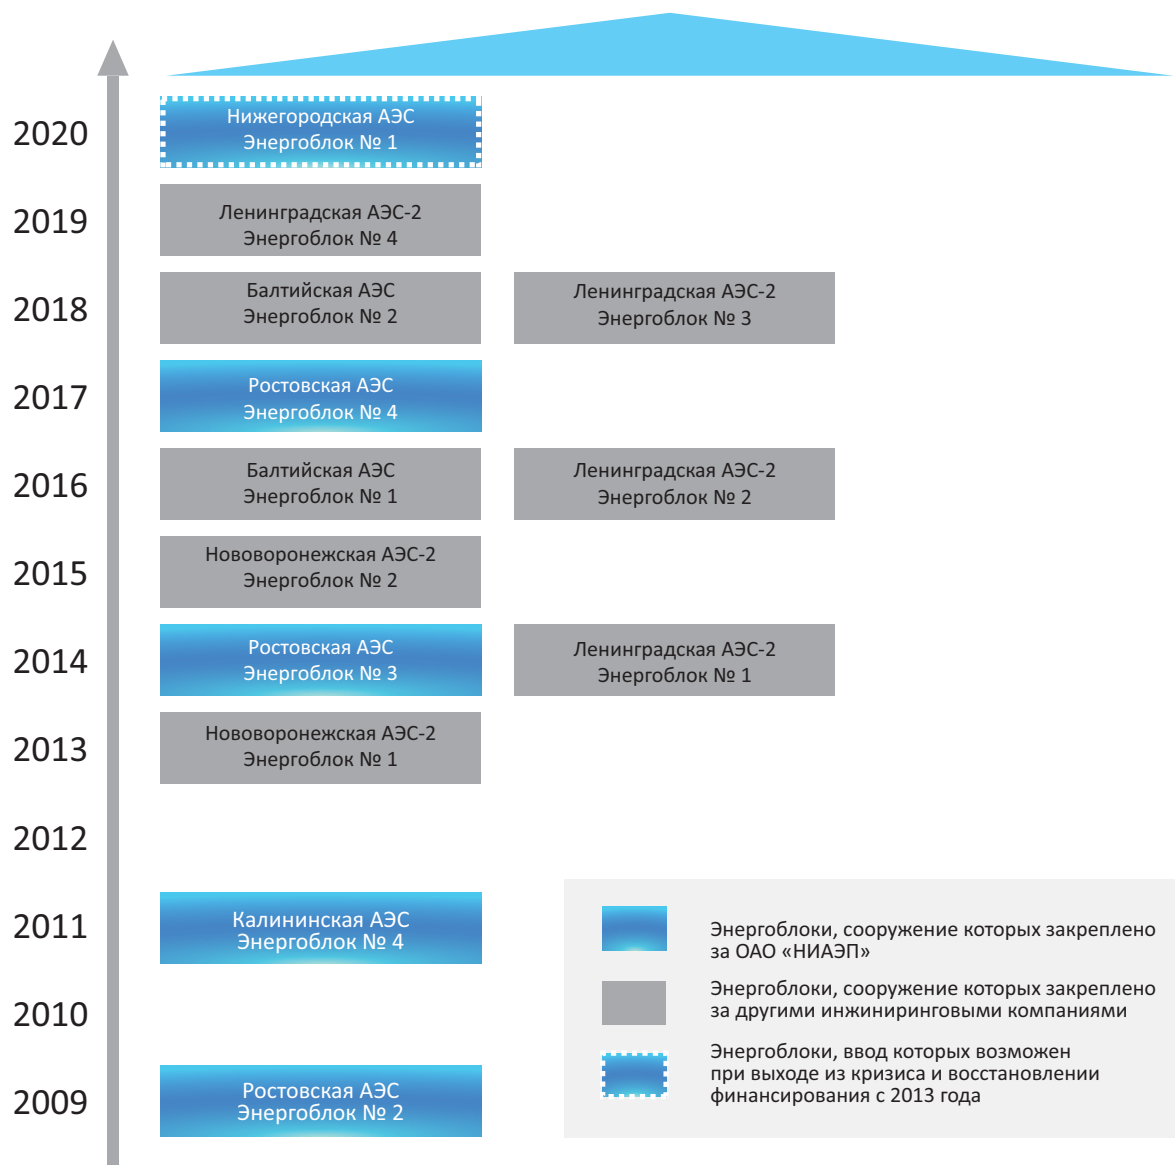 2020
Нижегородская АЭС
Энергоблок № 1
2019
Ленинградская АЭС-2
Энергоблок № 4
2018
Балтийская АЭС
Энергоблок № 2
Ленинградская АЭС-2
Энергоблок № 3
2017
Ростовская АЭС
Энергоблок № 4
2016
Балтийская АЭС
Энергоблок № 1
Ленинградская АЭС-2
Энергоблок № 2
2015
Нововоронежская АЭС-2
Энергоблок № 2
2014
Ростовская АЭС
Энергоблок № 3
Ленинградская АЭС-2
Энергоблок № 1
2013
Нововоронежская АЭС-2
Энергоблок № 1
2012
2011
Калининская АЭС
Энергоблок № 4
2010
2009
Ростовская АЭС
Энергоблок № 2
Энергоблоки, сооружение которых закреплено
за ОАО «НИАЭП»
Энергоблоки, сооружение которых закреплено
за другими инжиниринговыми компаниями
Энергоблоки, ввод которых возможен
при выходе из кризиса и восстановлении
финансирования с 2013 года